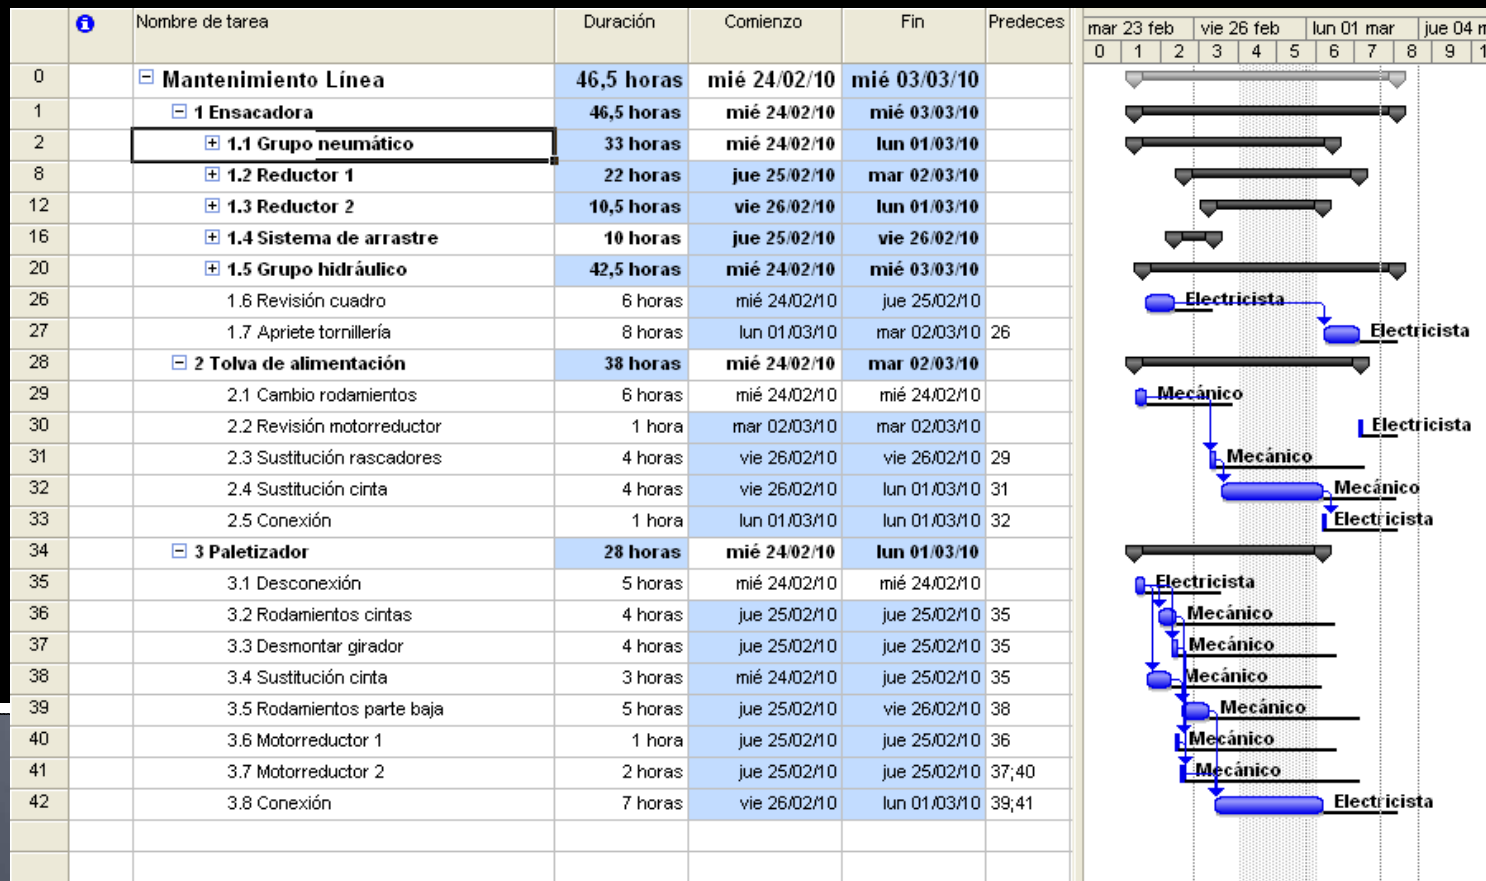 Nombre de tarea Duración Comienzo Fin Predeces mar 23 feb vie 26 feb lun 01 mar jue 04 m
0 1 2 3 4 5 6 7 8 9 1
0 Mantenimiento Línea 46,5 horas mié 24/02/10 mié 03/03/10
1 1 Ensacadora 46,5 horas mié 24/02/10 mié 03/03/10
2 1.1 Grupo neumático 33 horas mié 24/02/10 lun 01/03/10
8 1.2 Reductor 1 22 horas jue 25/02/10 mar 02/03/10
12 1.3 Reductor 2 10,5 horas vie 26/02/10 lun 01/03/10
16 1.4 Sistema de arrastre 10 horas jue 25/02/10 vie 26/02/10
20 1.5 Grupo hidráulico 42,5 horas mié 24/02/10 mié 03/03/10
26 1.6 Revisión cuadro 6 horas mié 24/02/10 jue 25/02/10 Electricista
27 1.7 Apriete tornillería 8 horas lun 01/03/10 mar 02/03/10 26 Electricista
28 2 Tolva de alimentación 38 horas mié 24/02/10 mar 02/03/10
29 2.1 Cambio rodamientos 6 horas mié 24/02/10 mié 24/02/10 Mecánico
30 2.2 Revisión motorreductor 1 hora mar 02/03/10 mar 02/03/10 Electricista
31 2.3 Sustitución rascadores 4 horas vie 26/02/10 vie 26/02/10 29 Mecánico
32 2.4 Sustitución cinta 4 horas vie 26/02/10 lun 01/03/10 31 Mecánico
33 2.5 Conexión 1 hora lun 01/03/10 lun 01/03/10 32 Electricista
34 3 Paletizador 28 horas mié 24/02/10 lun 01/03/10
35 3.1 Desconexión 5 horas mié 24/02/10 mié 24/02/10 Electricista
36 3.2 Rodamientos cintas 4 horas jue 25/02/10 jue 25/02/10 35 Mecánico
37 3.3 Desmontar girador 4 horas jue 25/02/10 jue 25/02/10 35 Mecánico
38 3.4 Sustitución cinta 3 horas mié 24/02/10 jue 25/02/10 35 Mecánico
39 3.5 Rodamientos parte baja 5 horas jue 25/02/10 vie 26/02/10 38 Mecánico
40 3.6 Motorreductor 1 1 hora jue 25/02/10 jue 25/02/10 36 Mecánico
41 3.7 Motorreductor 2 2 horas jue 25/02/10 jue 25/02/10 37;40 Mecánico
42 3.8 Conexión 7 horas vie 26/02/10 lun 01/03/10 39;41 Electricista